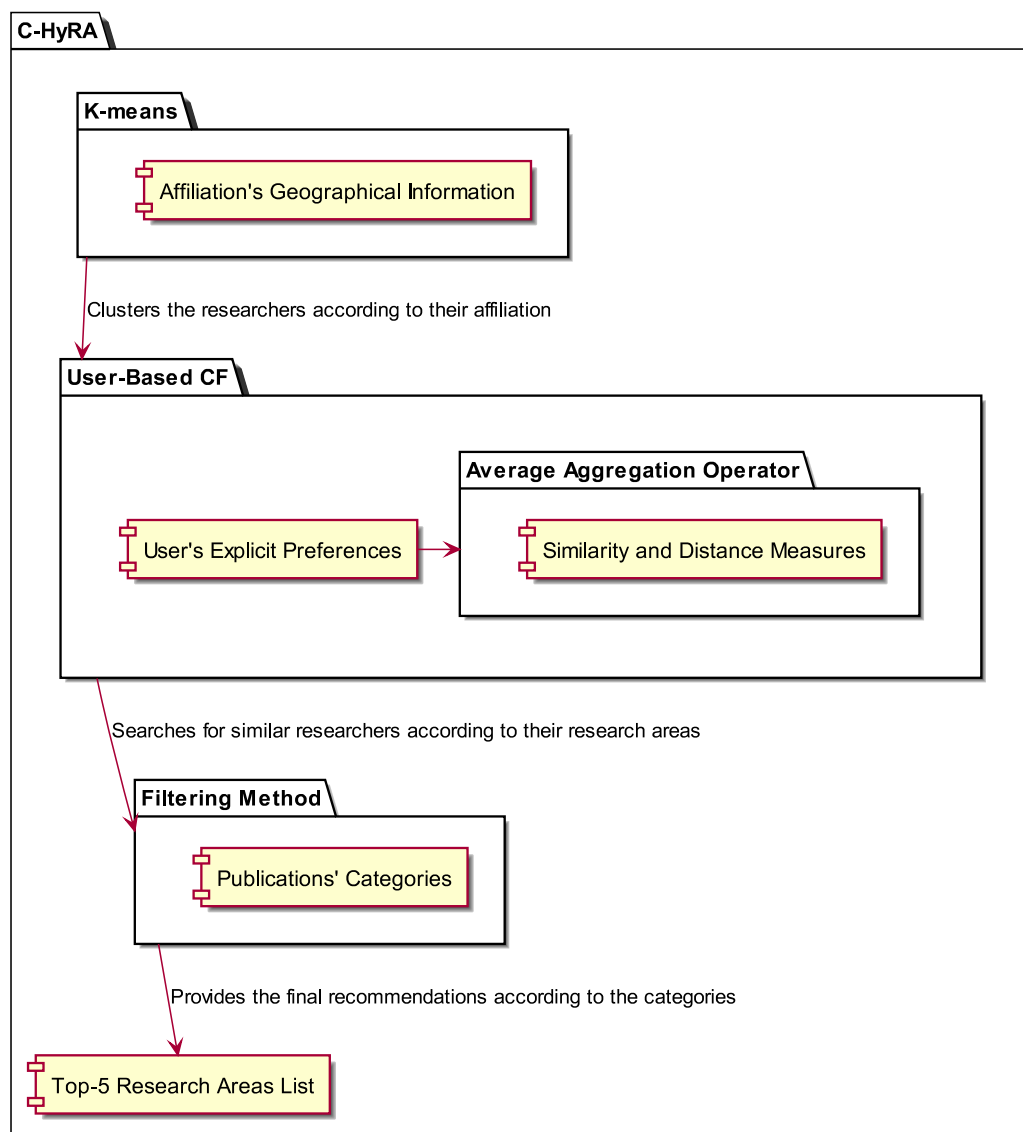 C-HyRA
K-means
Affiliation's Geographical Information
Clusters the researchers according to their affiliation
User-Based CF
Average Aggregation Operator
User's Explicit Preferences
Similarity and Distance Measures
Searches for similar researchers according to their research areas
Filtering Method
Publications' Categories
Provides the final recommendations according to the categories
Top-5 Research Areas List